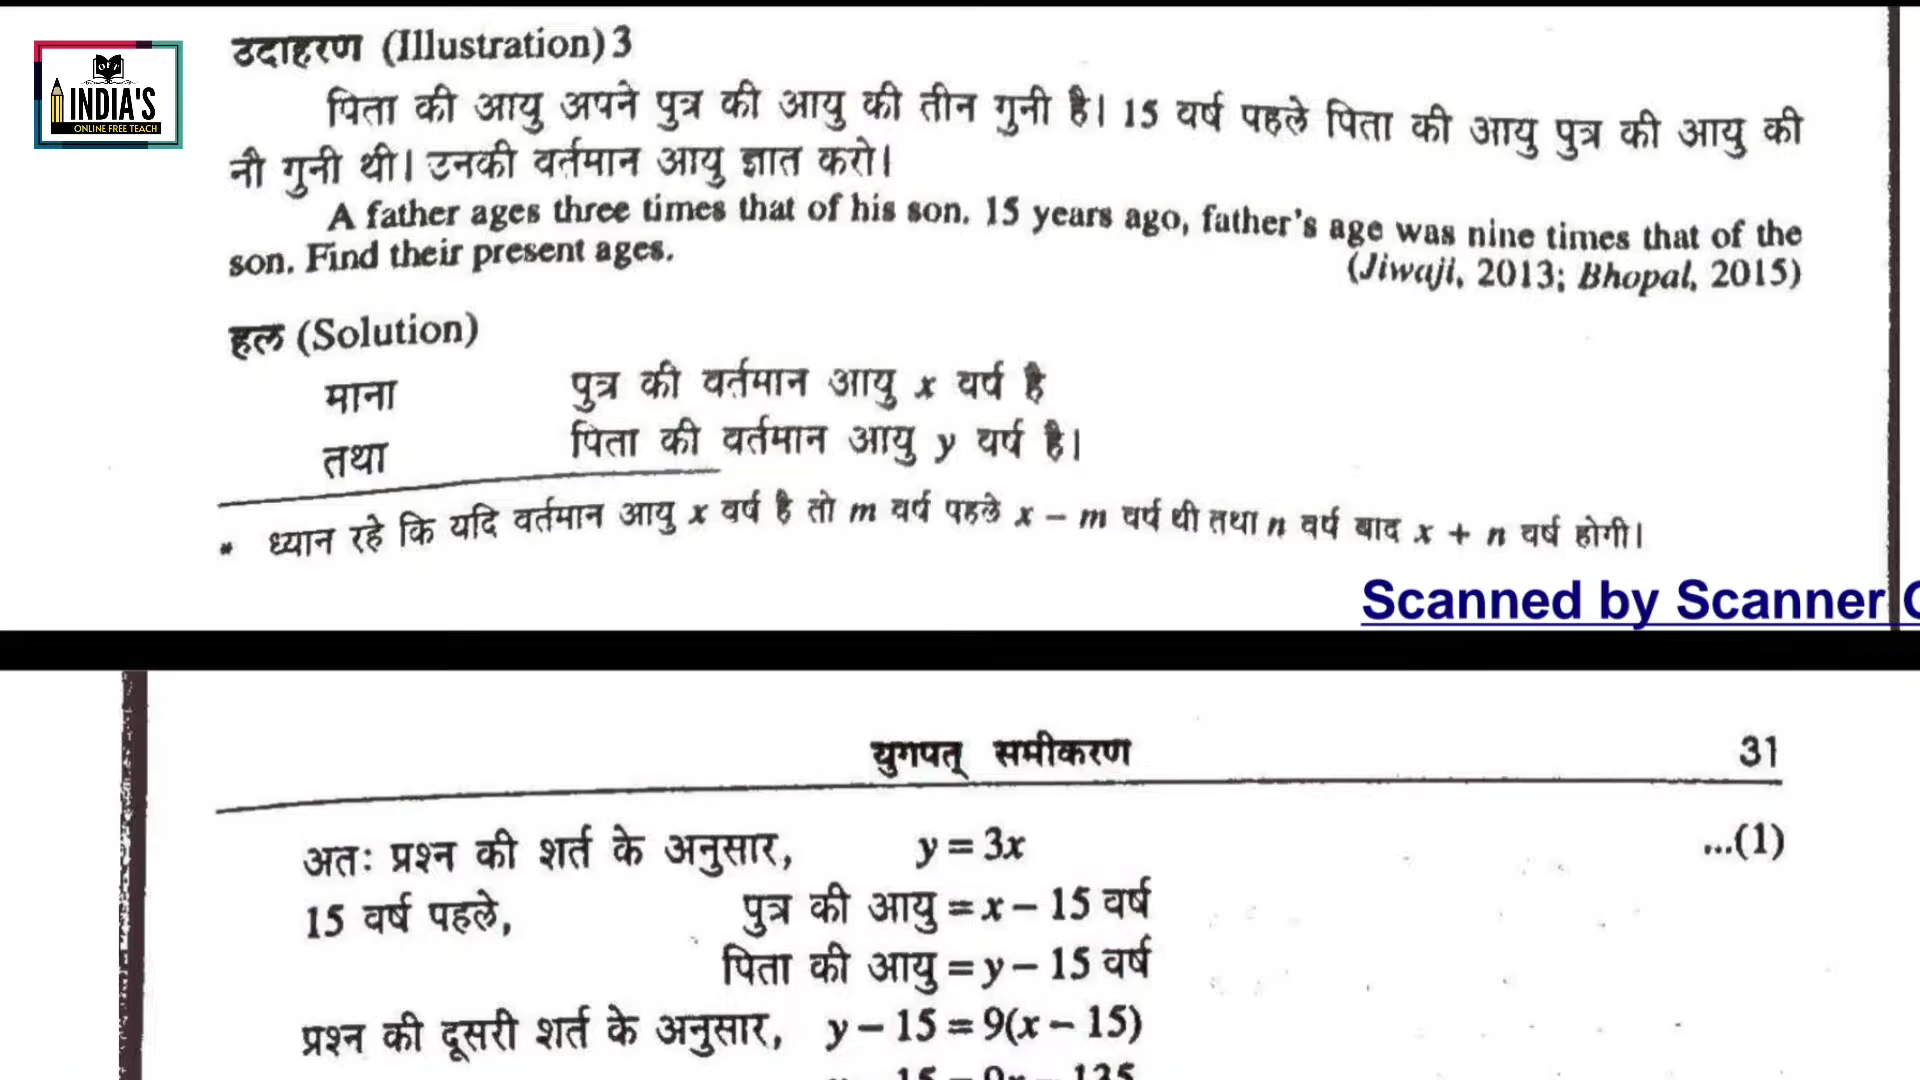 INDIA'S
ONLINE FREE TEACH
उदाहरण (Illustration) 3
पिता की आयु अपने पुत्र की आयु की तीन गुनी है। 15 वर्ष पहले पिता की आयु पुत्र की आयु की
नौ गुनी थी। उनकी वर्तमान आयु ज्ञात करो।
A father ages three times that of his son. 15 years ago, father's age was nine times that of the
son. Find their present ages.
(Jiwaji, 2013; Bhopal, 2015)
हल (Solution)
माना पुत्र की वर्तमान आयु x वर्ष है
तथा पिता की वर्तमान आयु y वर्ष है।
* ध्यान रहे कि यदि वर्तमान आयु x वर्ष है तो m वर्ष पहले x – m वर्ष थी तथा n वर्ष बाद x + n वर्ष होगी।
Scanned by Scanner
युगपत् समीकरण 31
अतः प्रश्न की शर्त के अनुसार, y = 3x ...(1)
15 वर्ष पहले, पुत्र की आयु = x – 15 वर्ष
पिता की आयु = y – 15 वर्ष
प्रश्न की दूसरी शर्त के अनुसार, y – 15 = 9(x – 15)